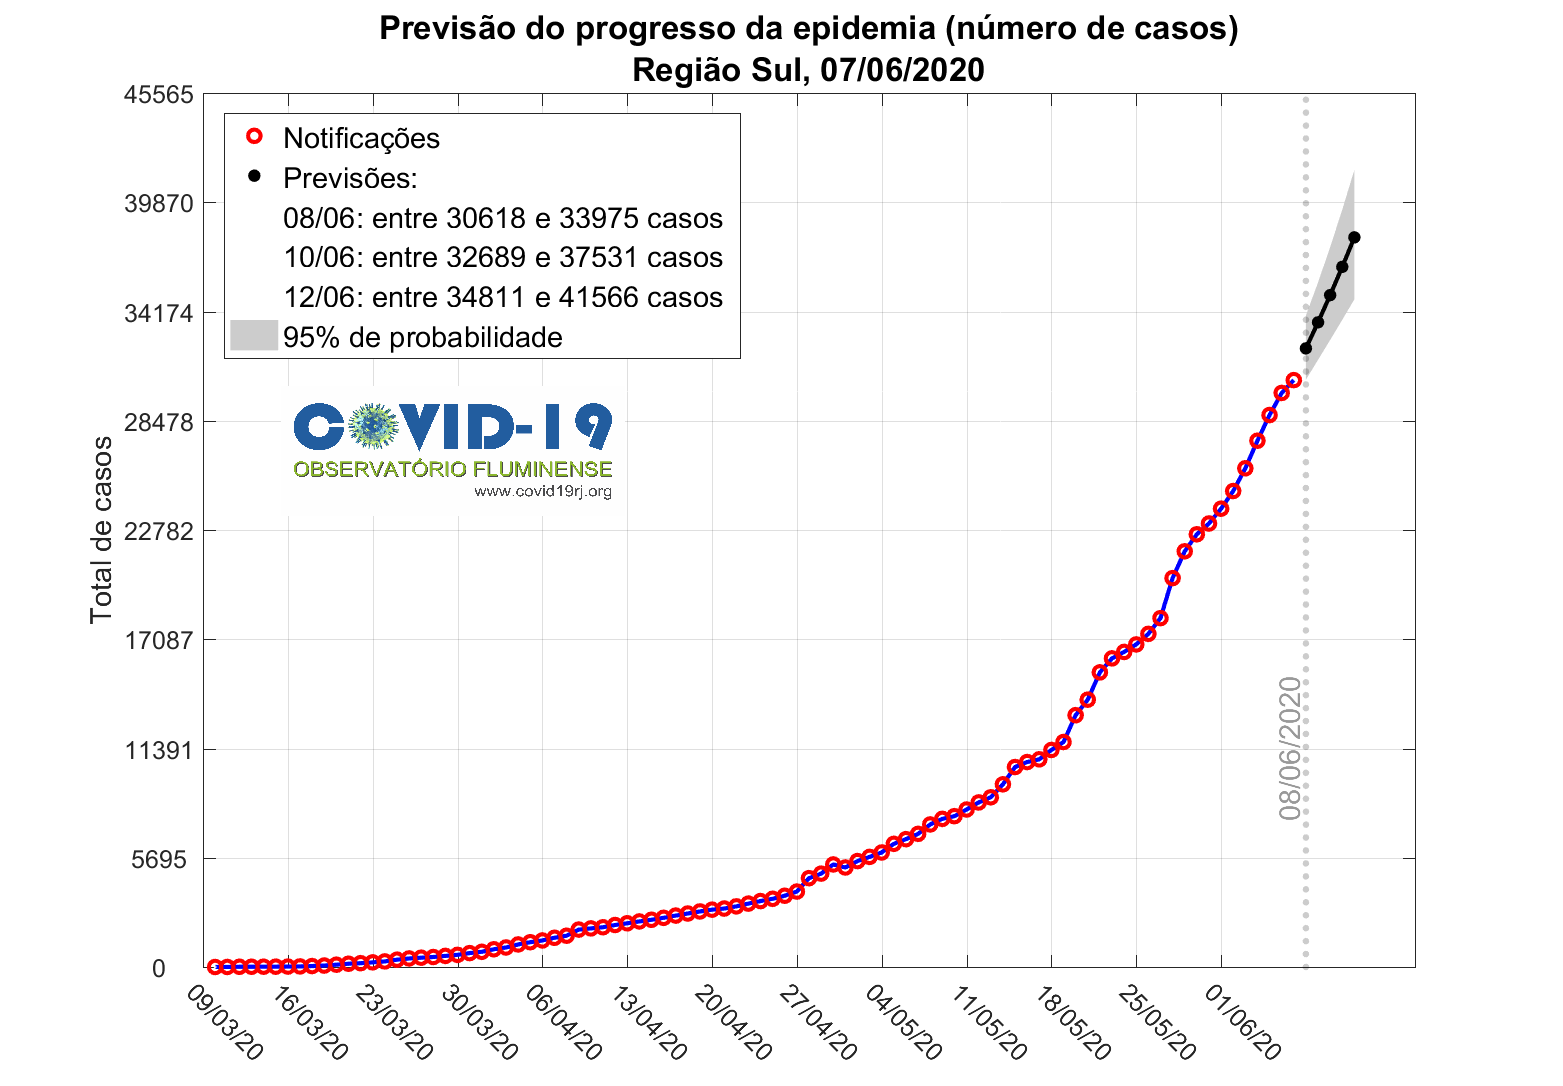 Previsão do progresso da epidemia (número de casos)
Região Sul, 07/06/2020
45565
39870
34174
28478
22782
17087
11391
5695
0
Total de casos
Notificações
Previsões:
08/06: entre 30618 e 33975 casos
10/06: entre 32689 e 37531 casos
12/06: entre 34811 e 41566 casos
95% de probabilidade
COVID-19
OBSERVATÓRIO FLUMINENSE
www.covid19rj.org
08/06/2020
09/03/20
16/03/20
23/03/20
30/03/20
06/04/20
13/04/20
20/04/20
27/04/20
04/05/20
11/05/20
18/05/20
25/05/20
01/06/20